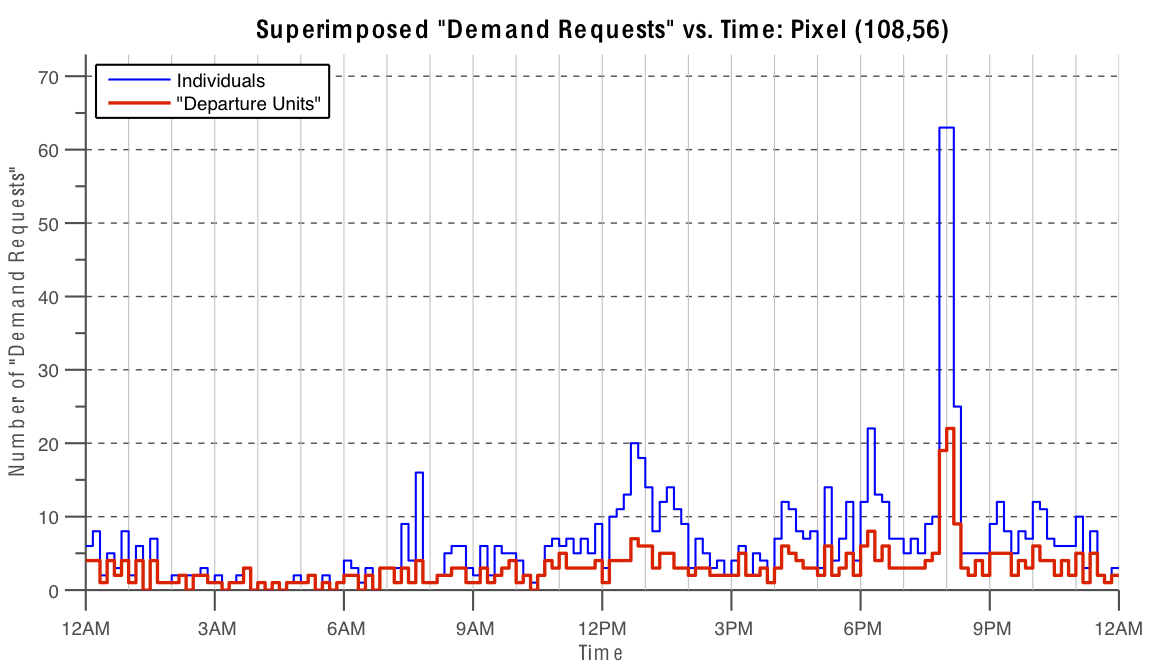 Superimposed "Demand Requests" vs. Time: Pixel (108,56)
Individuals
"Departure Units"
Number of "Demand Requests"
70
60
50
40
30
20
10
0
12AM 3AM 6AM 9AM 12PM 3PM 6PM 9PM 12AM
Time